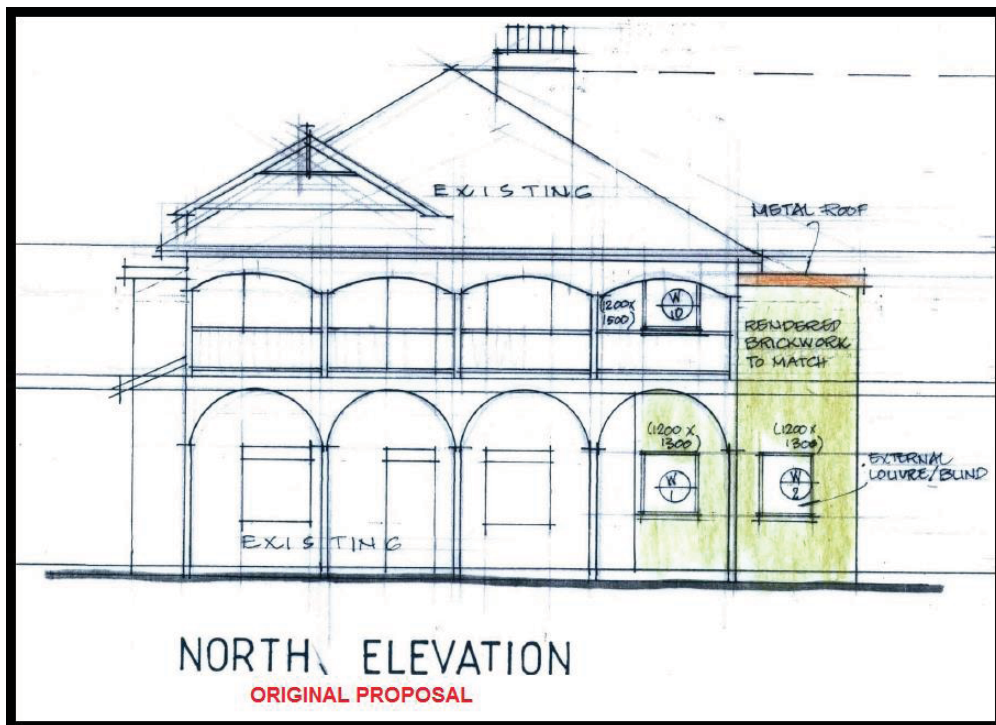 EXISTING
METAL ROOF
(1200 x
1500)
W
10
RENDERED
BRICKWORK
TO MATCH
(1200 x
1300)
(1200 x
1300)
EXTERNAL
LOUVRE/BLIND
W
1
W
2
EXISTING
NORTH ELEVATION
ORIGINAL PROPOSAL